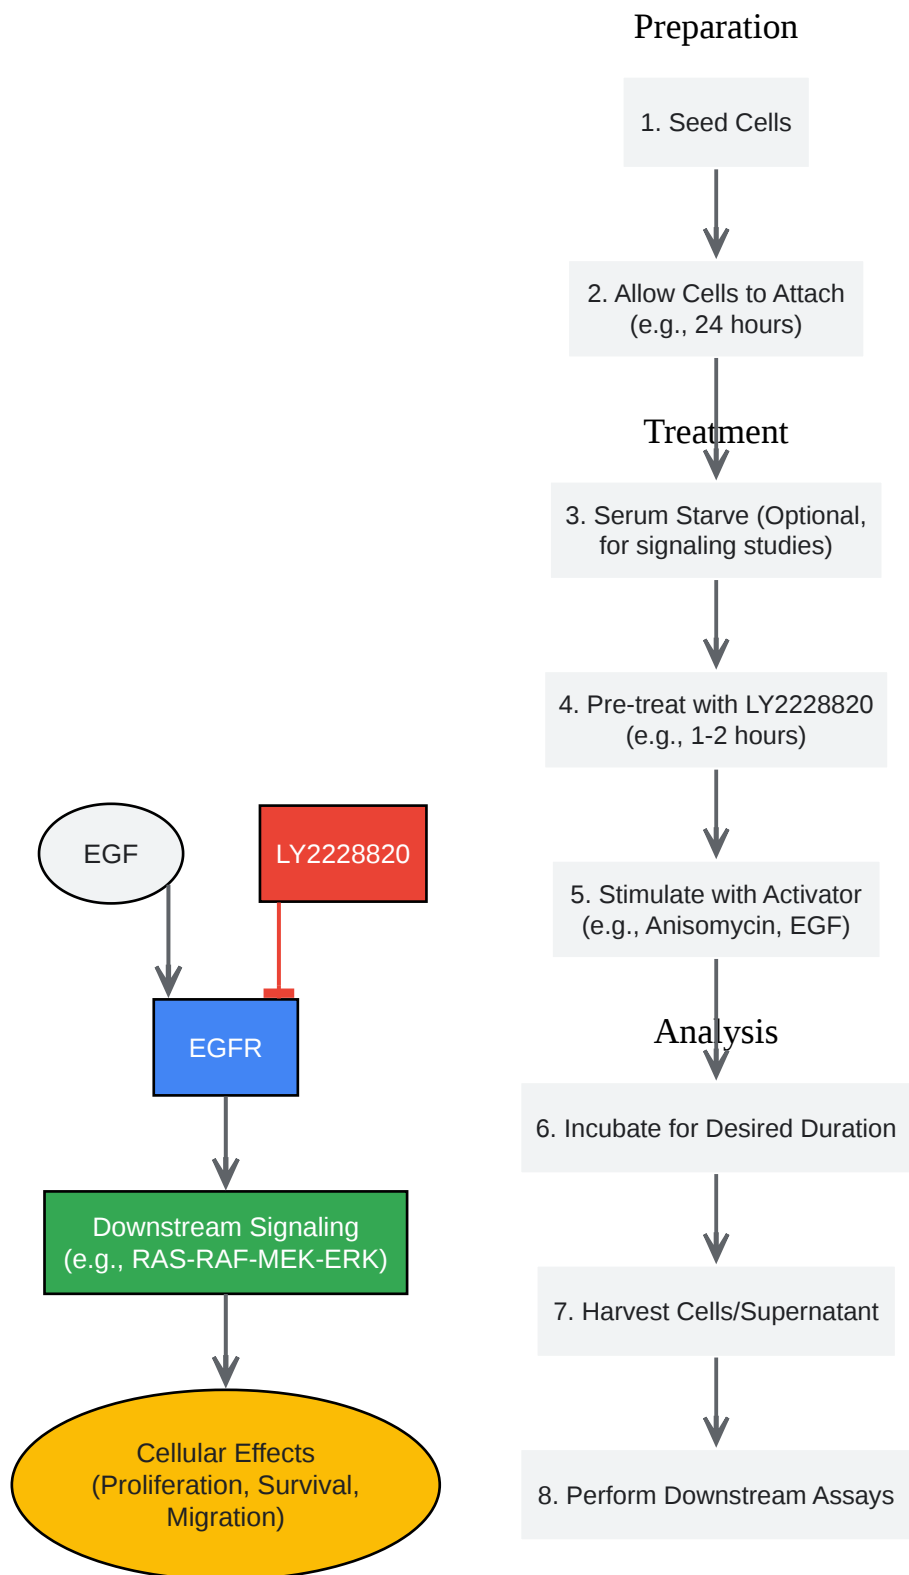 Preparation
1. Seed Cells
2. Allow Cells to Attach
(e.g., 24 hours)
Treatment
3. Serum Starve (Optional,
for signaling studies)
4. Pre-treat with LY2228820
(e.g., 1-2 hours)
5. Stimulate with Activator
(e.g., Anisomycin, EGF)
Analysis
6. Incubate for Desired Duration
7. Harvest Cells/Supernatant
8. Perform Downstream Assays
EGF
LY2228820
EGFR
Downstream Signaling
(e.g., RAS-RAF-MEK-ERK)
Cellular Effects
(Proliferation, Survival,
Migration)